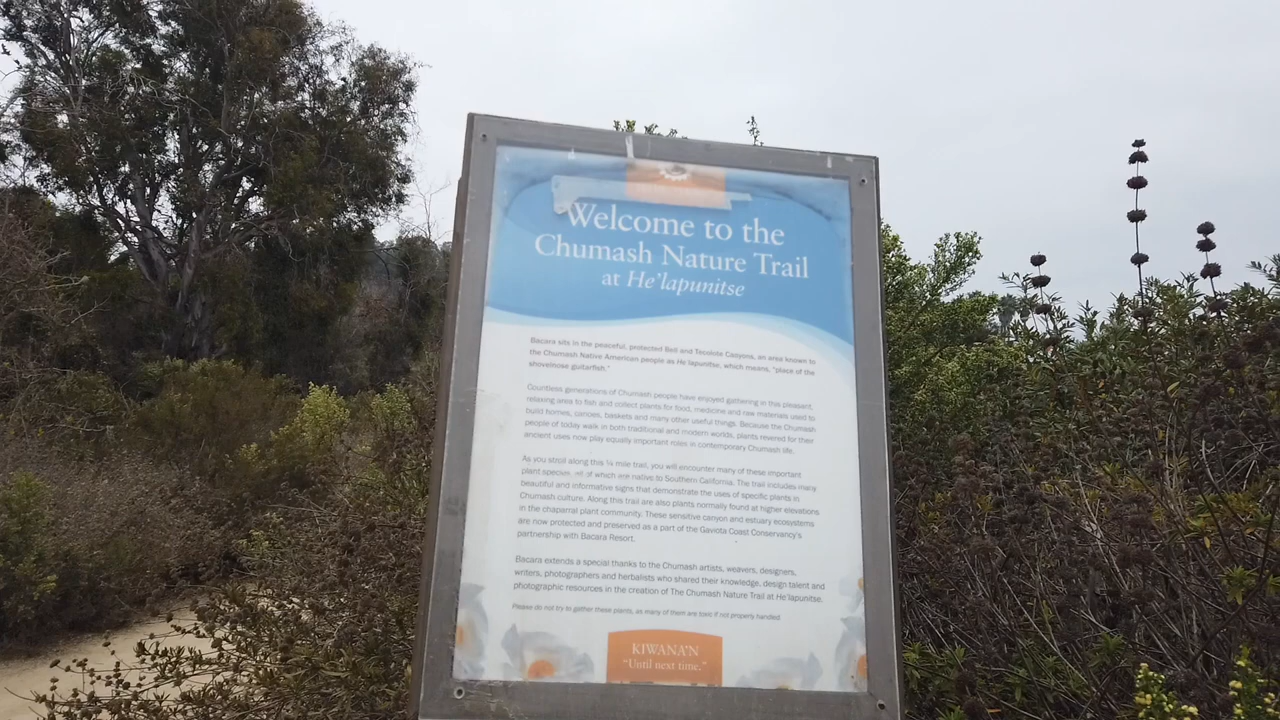 Welcome to the
Chumash Nature Trail
at He'lapunitse
Bacara sits in the peaceful, protected Bell and Tecolote Canyons, an area known to
the Chumash Native American people as He'lapunitse, which means, "place of the
shovelnose guitarfish."
Countless generations of Chumash people have enjoyed gathering in this pleasant,
relaxing area to fish and collect plants for food, medicine and raw materials used to
build homes, canoes, baskets and many other useful things. Because the Chumash
people of today walk in both traditional and modern worlds, plants revered for their
ancient uses now play equally important roles in contemporary Chumash life.
As you stroll along this ¼ mile trail, you will encounter many of these important
plant species, all of which are native to Southern California. The trail includes many
beautiful and informative signs that demonstrate the uses of specific plants in
Chumash culture. Along this trail are also plants normally found at higher elevations
in the chaparral plant community. These sensitive canyon and estuary ecosystems
are now protected and preserved as a part of the Gaviota Coast Conservancy's
partnership with Bacara Resort.
Bacara extends a special thanks to the Chumash artists, weavers, designers,
writers, photographers and herbalists who shared their knowledge, design talent and
photographic resources in the creation of The Chumash Nature Trail at He'lapunitse.
Please do not try to gather these plants, as many of them are toxic if not properly handled.
KIWANA'N
"Until next time."